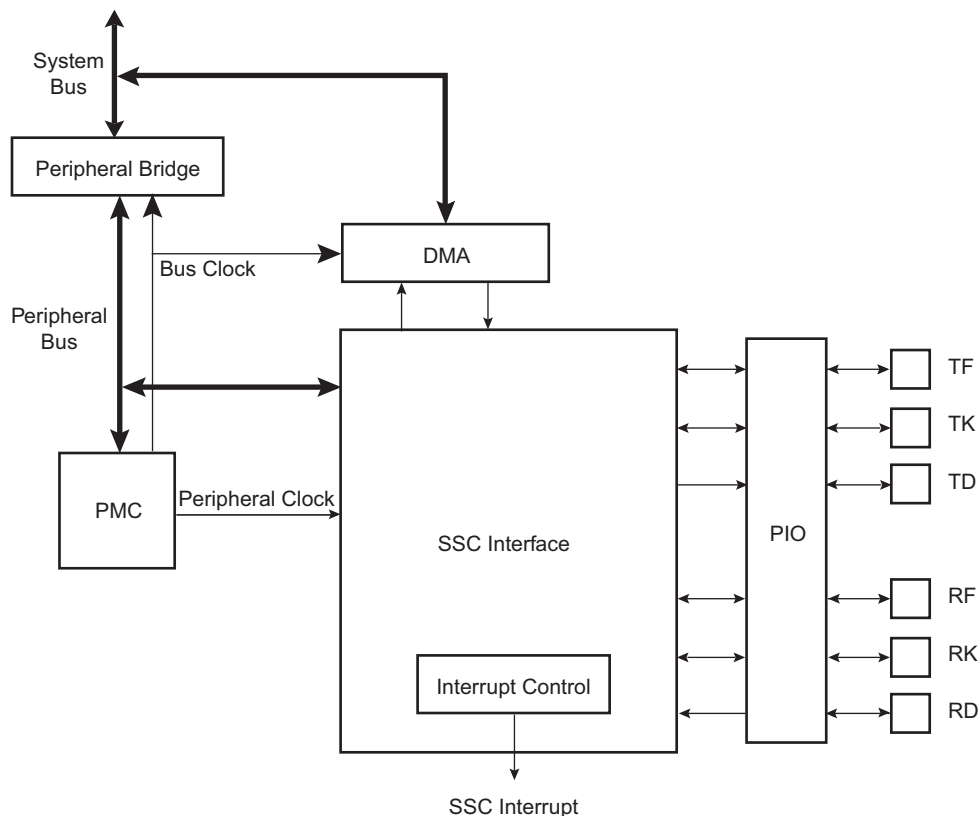 System
Bus
Peripheral Bridge
DMA
Bus Clock
Peripheral
Bus
TF
TK
PMC
Peripheral Clock
TD
SSC Interface
PIO
RF
RK
Interrupt Control
RD
SSC Interrupt